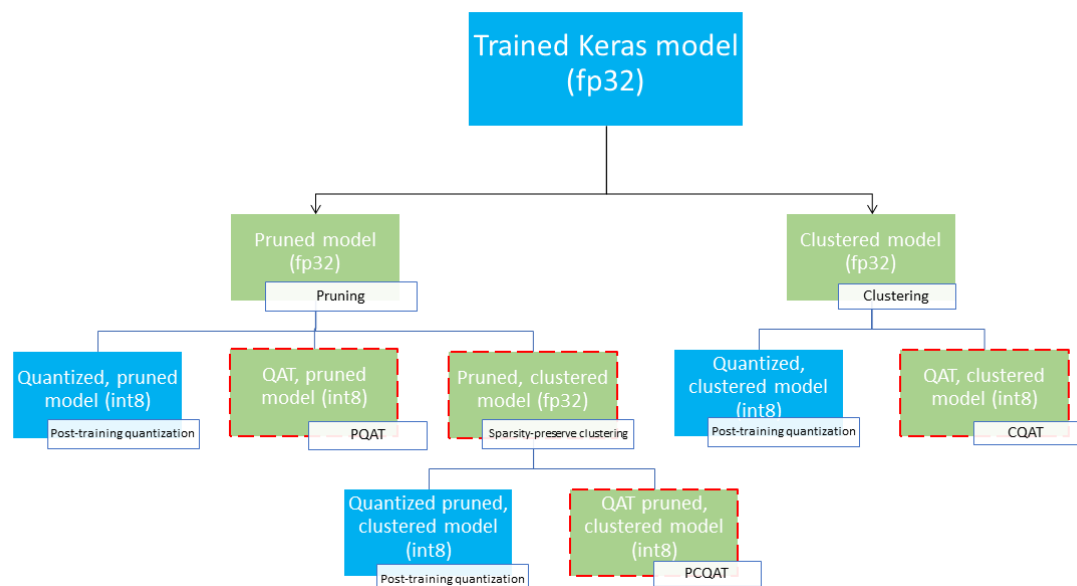 Trained Keras model
(fp32)
Pruned model
(fp32)
Pruning
Clustered model
(fp32)
Clustering
Quantized, pruned
model (int8)
Post-training quantization
QAT, pruned
model (int8)
PQAT
Pruned, clustered
model (fp32)
Sparsity-preserve clustering
Quantized,
clustered model
(int8)
Post-training quantization
QAT, clustered
model (int8)
CQAT
Quantized pruned,
clustered model
(int8)
Post-training quantization
QAT pruned,
clustered model
(int8)
PCQAT